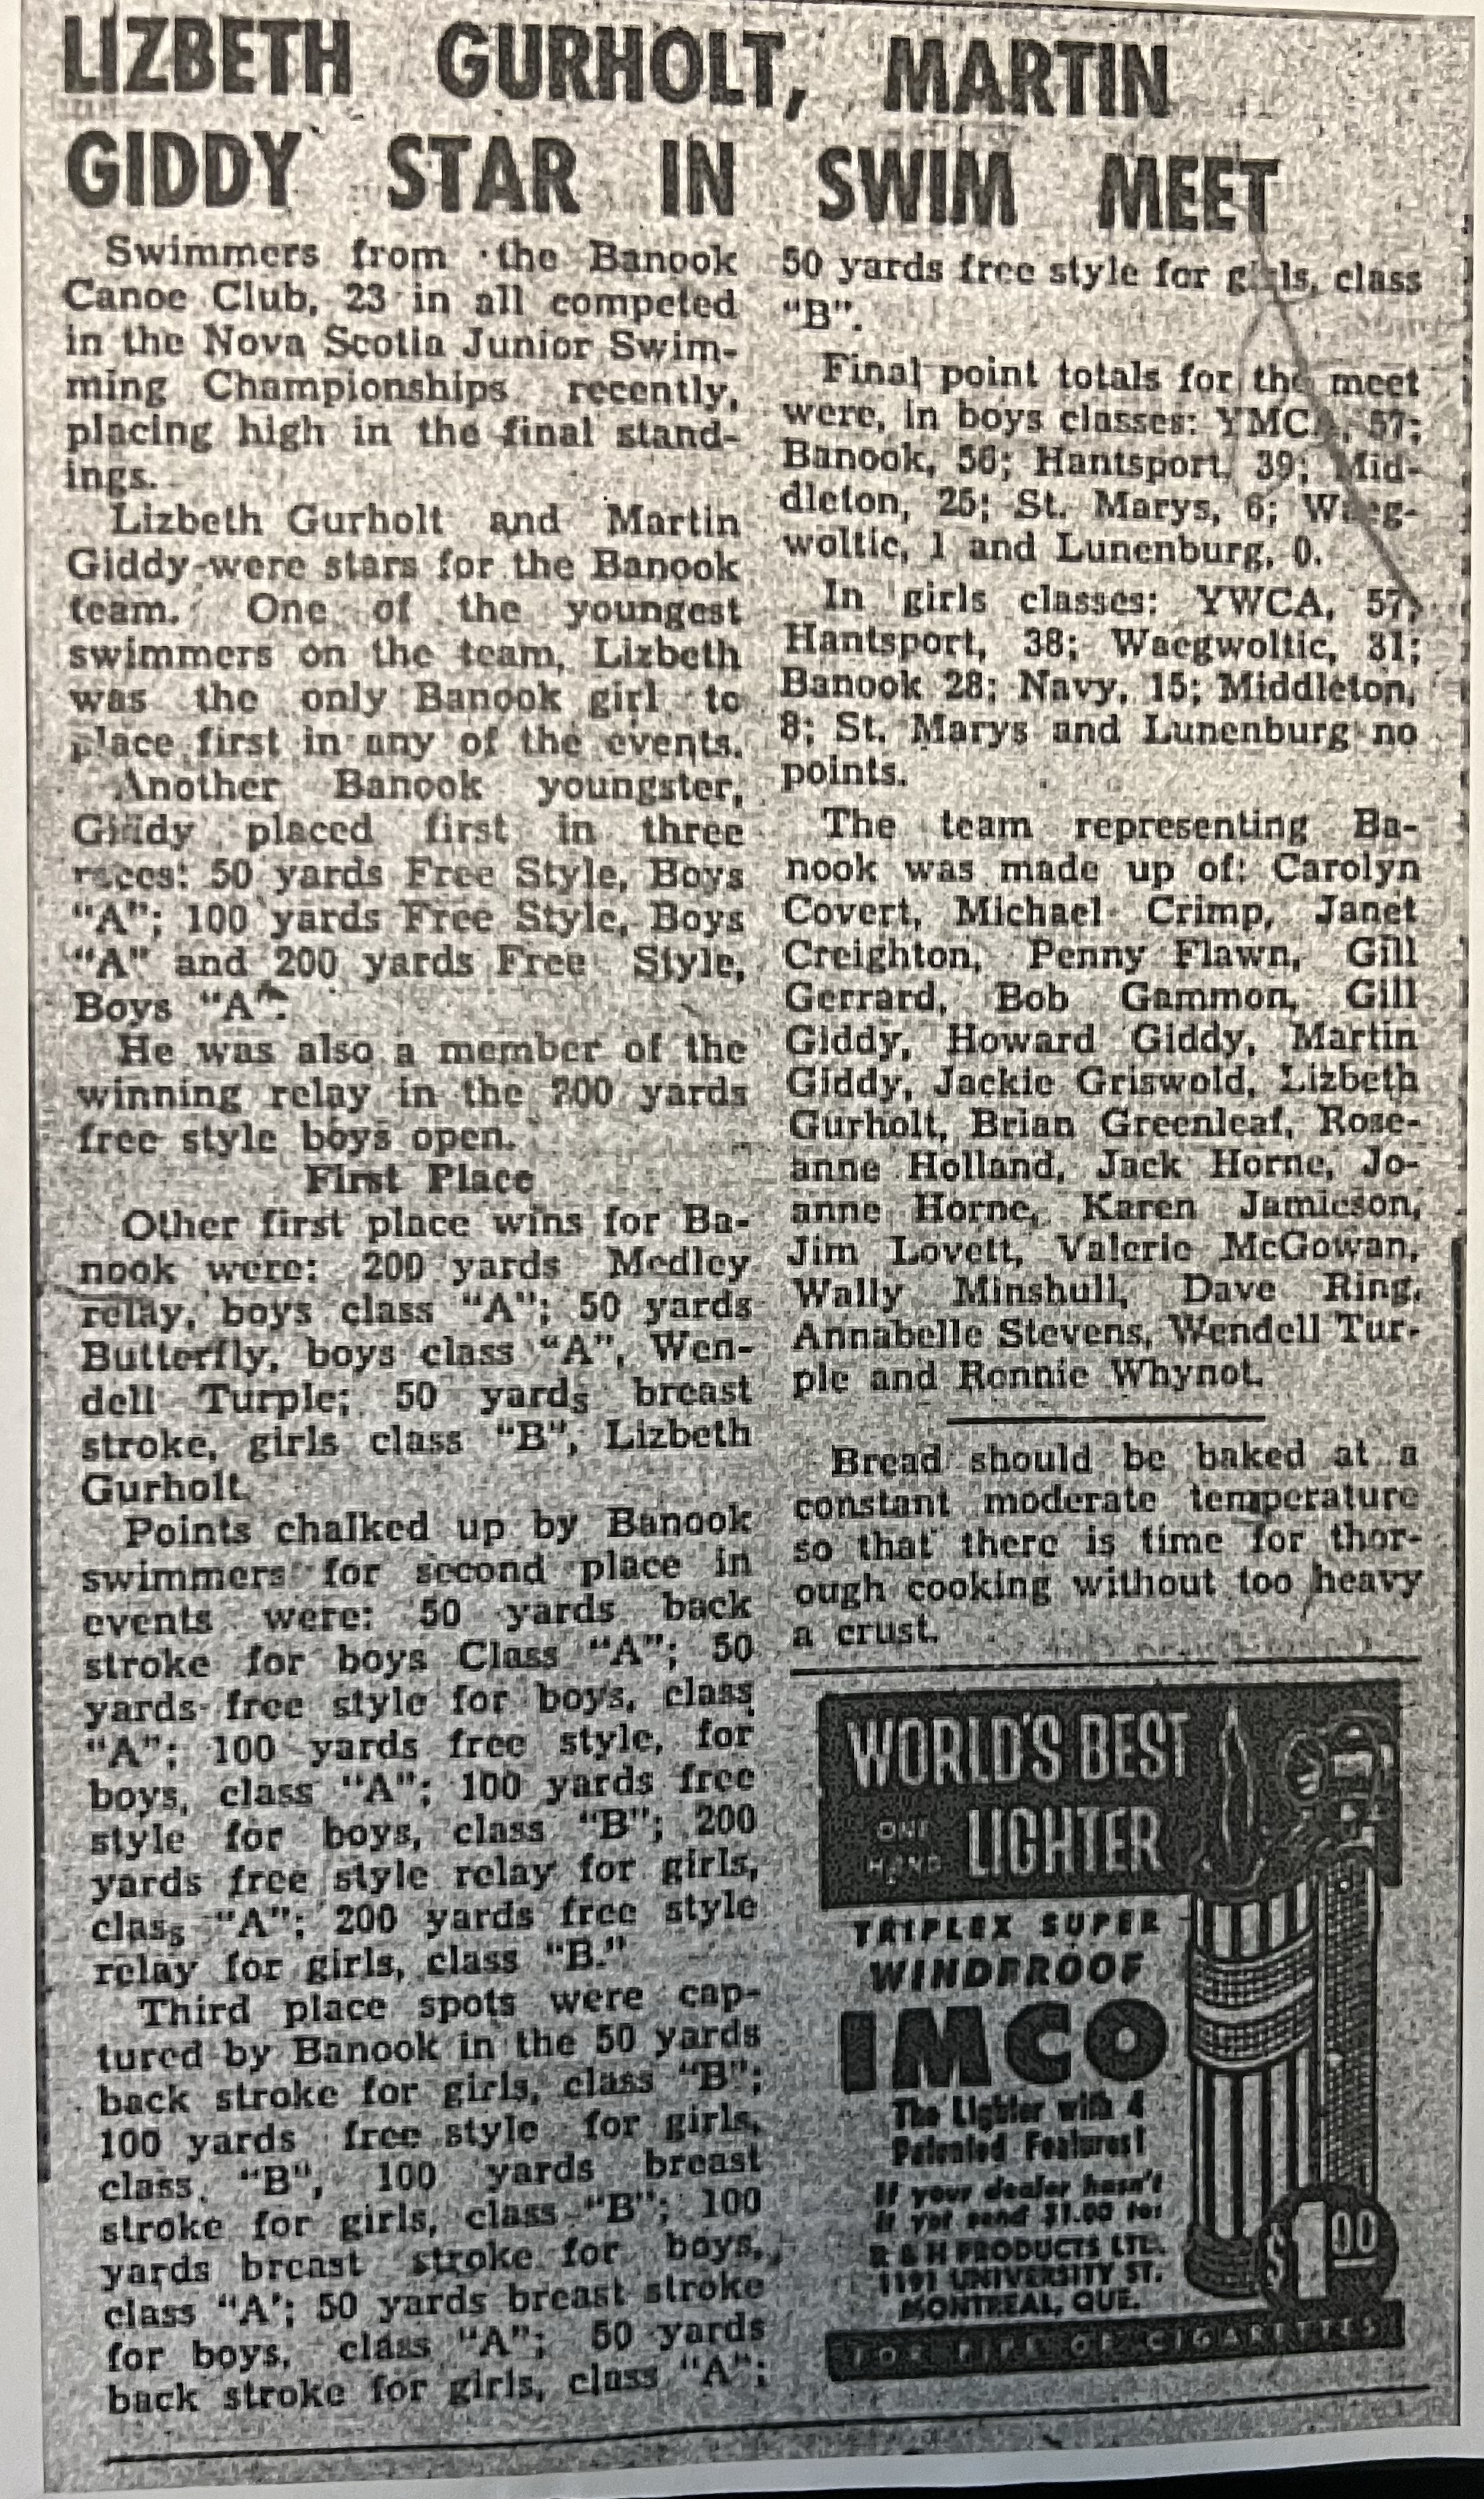 LIZBETH GURHOLT, MARTIN
GIDDY STAR IN SWIM MEET
Swimmers from the Banook
Canoe Club, 23 in all competed
in the Nova Scotia Junior Swim-
ming Championships recently,
placing high in the final stand-
ings.
Lizbeth Gurholt and Martin
Giddy were stars for the Banook
team. One of the youngest
swimmers on the team, Lizbeth
was the only Banook girl to
place first in any of the events.
Another Banook youngster,
Giddy placed first in three
races: 50 yards Free Style, Boys
"A"; 100 yards Free Style, Boys
"A" and 200 yards Free Style,
Boys "A".
He was also a member of the
winning relay in the 200 yards
free style boys open.
First Place
Other first place wins for Ba-
nook were: 200 yards Medley
relay, boys class "A"; 50 yards
Butterfly, boys class "A", Wen-
dell Turple; 50 yards breast
stroke, girls class "B", Lizbeth
Gurholt.
Points chalked up by Banook
swimmers for second place in
events were: 50 yards back
stroke for boys Class "A"; 50
yards free style for boys, class
"A"; 100 yards free style, for
boys, class "A"; 100 yards free
style for boys, class "B"; 200
yards free style relay for girls,
class "A"; 200 yards free style
relay for girls, class "B."
Third place spots were cap-
tured by Banook in the 50 yards
back stroke for girls, class "B";
100 yards free style for girls,
class, "B", 100 yards breast
stroke for girls, class "B"; 100
yards breast stroke for boys,
class "A'; 50 yards breast stroke
for boys, class "A"; 50 yards
back stroke for girls, class "A";
50 yards free style for girls, class
"B".
Final point totals for the meet
were, in boys classes: YMCA, 57;
Banook, 56; Hantsport, 39; Mid-
dleton, 25; St. Marys, 6; Waeg-
woltic, 1 and Lunenburg, 0.
In girls classes: YWCA, 57;
Hantsport, 38; Waegwoltic, 31;
Banook 28; Navy, 15; Middleton,
8; St. Marys and Lunenburg no
points.
The team representing Ba-
nook was made up of: Carolyn
Covert, Michael Crimp, Janet
Creighton, Penny Flawn, Gill
Gerrard, Bob Gammon, Gill
Giddy, Howard Giddy, Martin
Giddy, Jackie Griswold, Lizbeth
Gurholt, Brian Greenleaf, Rose-
anne Holland, Jack Horne, Jo-
anne Horne, Karen Jamieson,
Jim Lovett, Valerie McGowan,
Wally Minshull, Dave Ring,
Annabelle Stevens, Wendell Tur-
ple and Ronnie Whynot.
Bread should be baked at a
constant moderate temperature
so that there is time for thor-
ough cooking without too heavy
a crust.
WORLD'S BEST
ONE HAND LIGHTER
TRIPLEX SUPER
WINDPROOF
IMCO
The Lighter with 4
Patented Features!
If your dealer hasn't
it yet send $1.00 to:
R & H PRODUCTS LTD.
1191 UNIVERSITY ST.
MONTREAL, QUE.
$1.00
FOR PIPE OR CIGARETTES